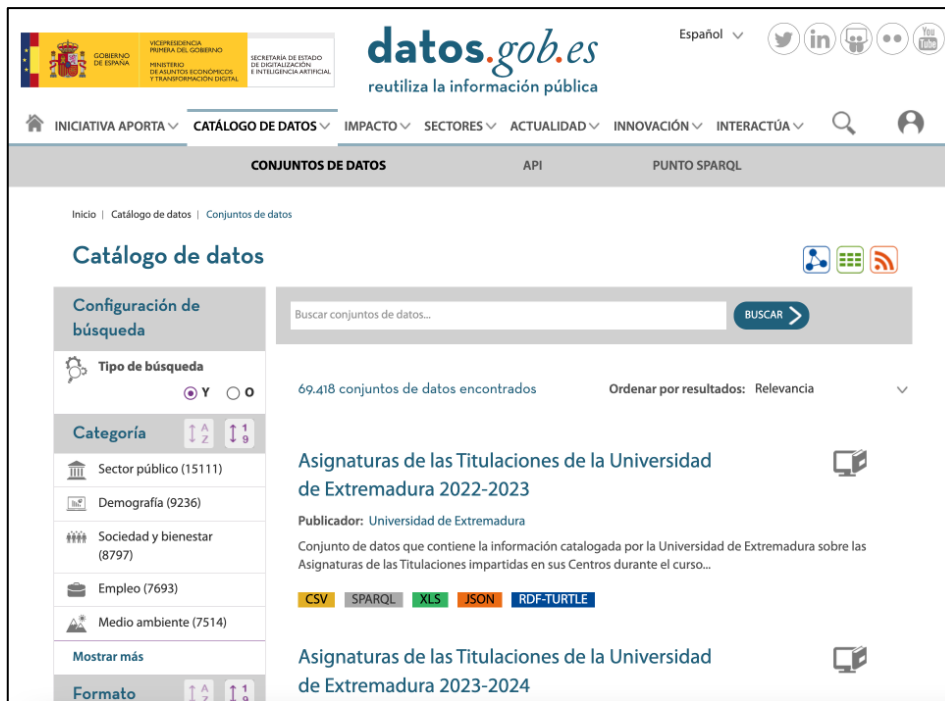 GOBIERNO
DE ESPAÑA
VICEPRESIDENCIA
PRIMERA DEL GOBIERNO
MINISTERIO
DE ASUNTOS ECONÓMICOS
Y TRANSFORMACIÓN DIGITAL
SECRETARÍA DE ESTADO
DE DIGITALIZACIÓN
E INTELIGENCIA ARTIFICIAL
datos.gob.es
reutiliza la información pública
Español
in
You
Tube
INICIATIVA APORTA
CATÁLOGO DE DATOS
IMPACTO
SECTORES
ACTUALIDAD
INNOVACIÓN
INTERACTÚA
CONJUNTOS DE DATOS
API
PUNTO SPARQL
Inicio | Catálogo de datos | Conjuntos de datos
Catálogo de datos
Configuración de
búsqueda
Tipo de búsqueda
Y O
Categoría
A
Z
1
9
Sector público (15111)
Demografía (9236)
Sociedad y bienestar
(8797)
Empleo (7693)
Medio ambiente (7514)
Mostrar más
Formato
A
Z
1
9
Buscar conjuntos de datos...
BUSCAR
69.418 conjuntos de datos encontrados
Ordenar por resultados: Relevancia
Asignaturas de las Titulaciones de la Universidad
de Extremadura 2022-2023
Publicador: Universidad de Extremadura
Conjunto de datos que contiene la información catalogada por la Universidad de Extremadura sobre las
Asignaturas de las Titulaciones impartidas en sus Centros durante el curso...
CSV SPARQL XLS JSON RDF-TURTLE
Asignaturas de las Titulaciones de la Universidad
de Extremadura 2023-2024